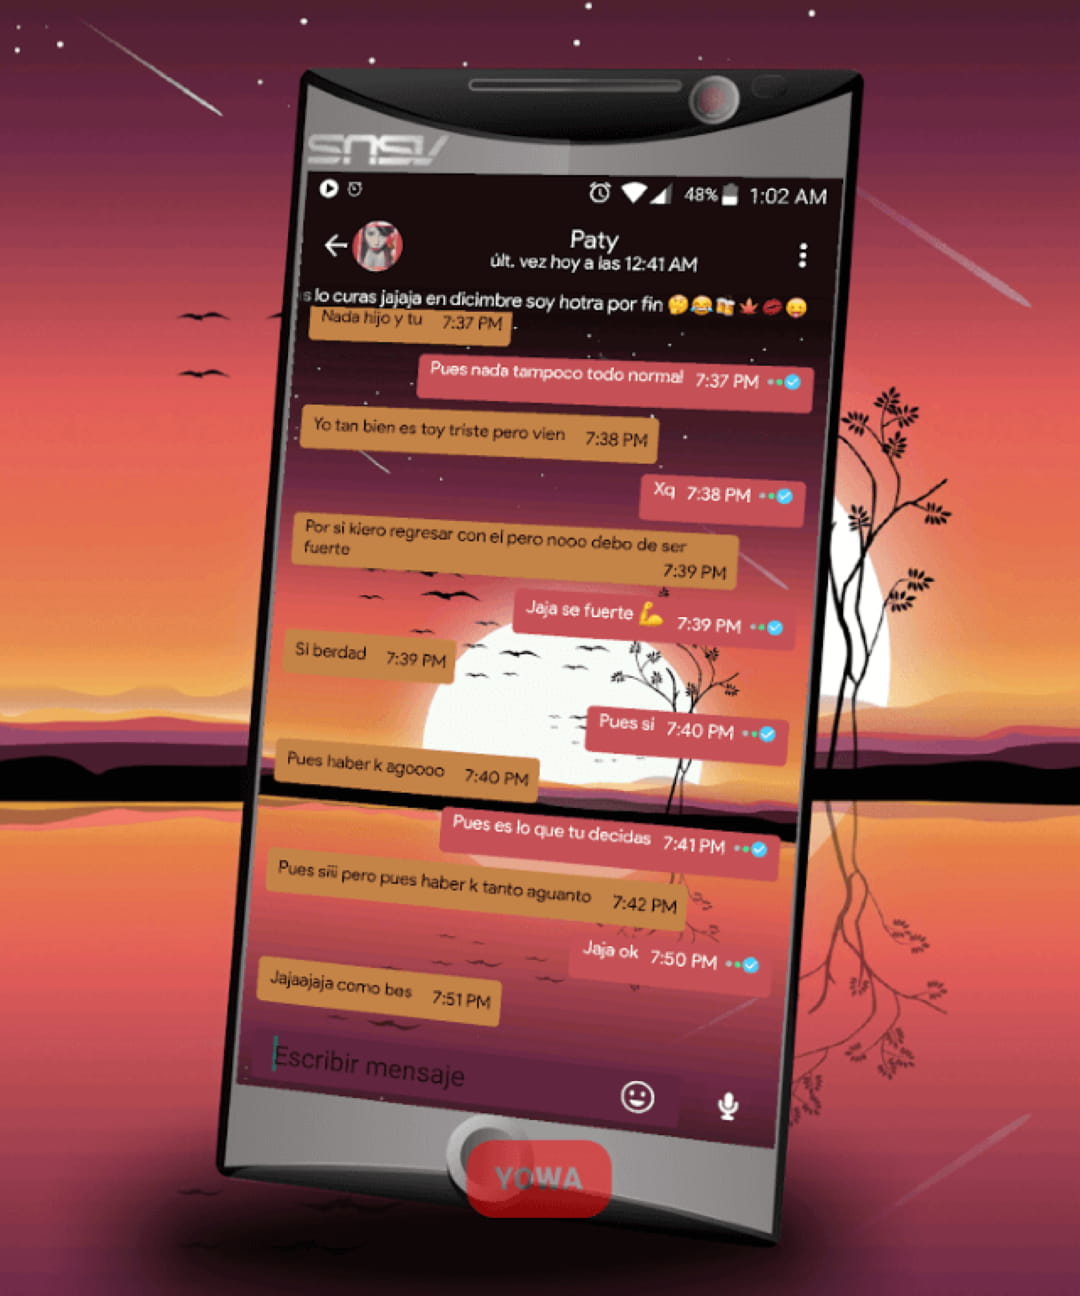 ASUS
48% 1:02 AM
Paty
últ. vez hoy a las 12:41 AM
s lo curas jajaja en dicimbre soy hotra por fin 🤔😂🍻🍁💋😛
Nada hijo y tu 7:37 PM
Pues nada tampoco todo normal 7:37 PM
Yo tan bien es toy triste pero vien 7:38 PM
Xq 7:38 PM
Por si kiero regresar con el pero nooo debo de ser
fuerte
7:39 PM
Jaja se fuerte 💪 7:39 PM
Si berdad 7:39 PM
Pues si 7:40 PM
Pues haber k agoooo 7:40 PM
Pues es lo que tu decidas 7:41 PM
Pues siii pero pues haber k tanto aguanto 7:42 PM
Jaja ok 7:50 PM
Jajaajaja como bes 7:51 PM
Escribir mensaje
YOWA